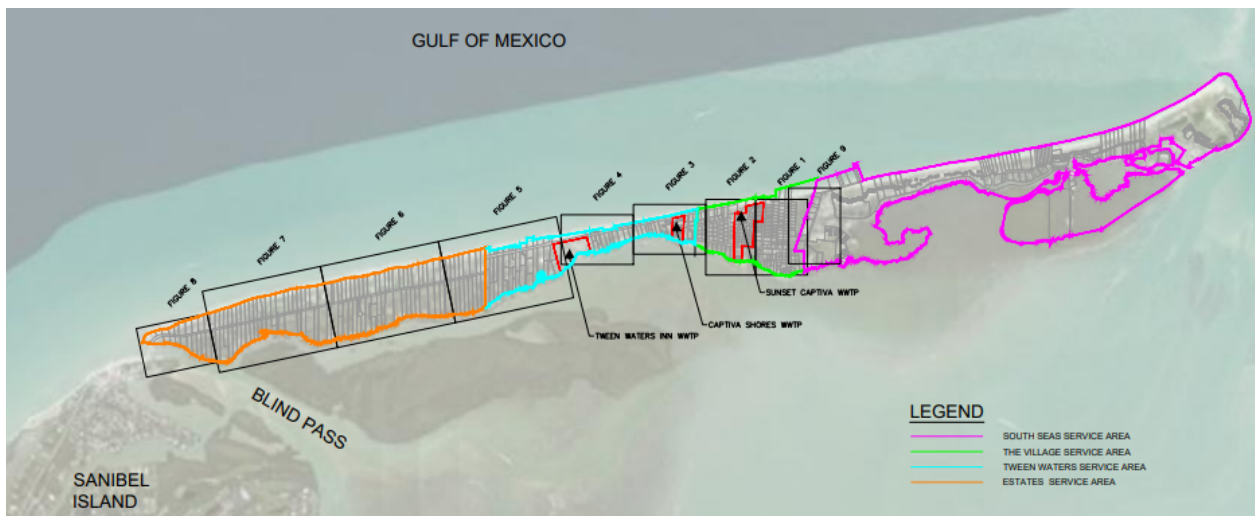 GULF OF MEXICO
FIGURE 8
FIGURE 7
FIGURE 6
FIGURE 5
FIGURE 4
FIGURE 3
FIGURE 2
FIGURE 1
FIGURE 9
SUNSET CAPTIVA WWTP
CAPTIVA SHORES WWTP
TWEEN WATERS INN WWTP
BLIND PASS
SANIBEL
ISLAND
LEGEND
SOUTH SEAS SERVICE AREA
THE VILLAGE SERVICE AREA
TWEEN WATERS SERVICE AREA
ESTATES SERVICE AREA